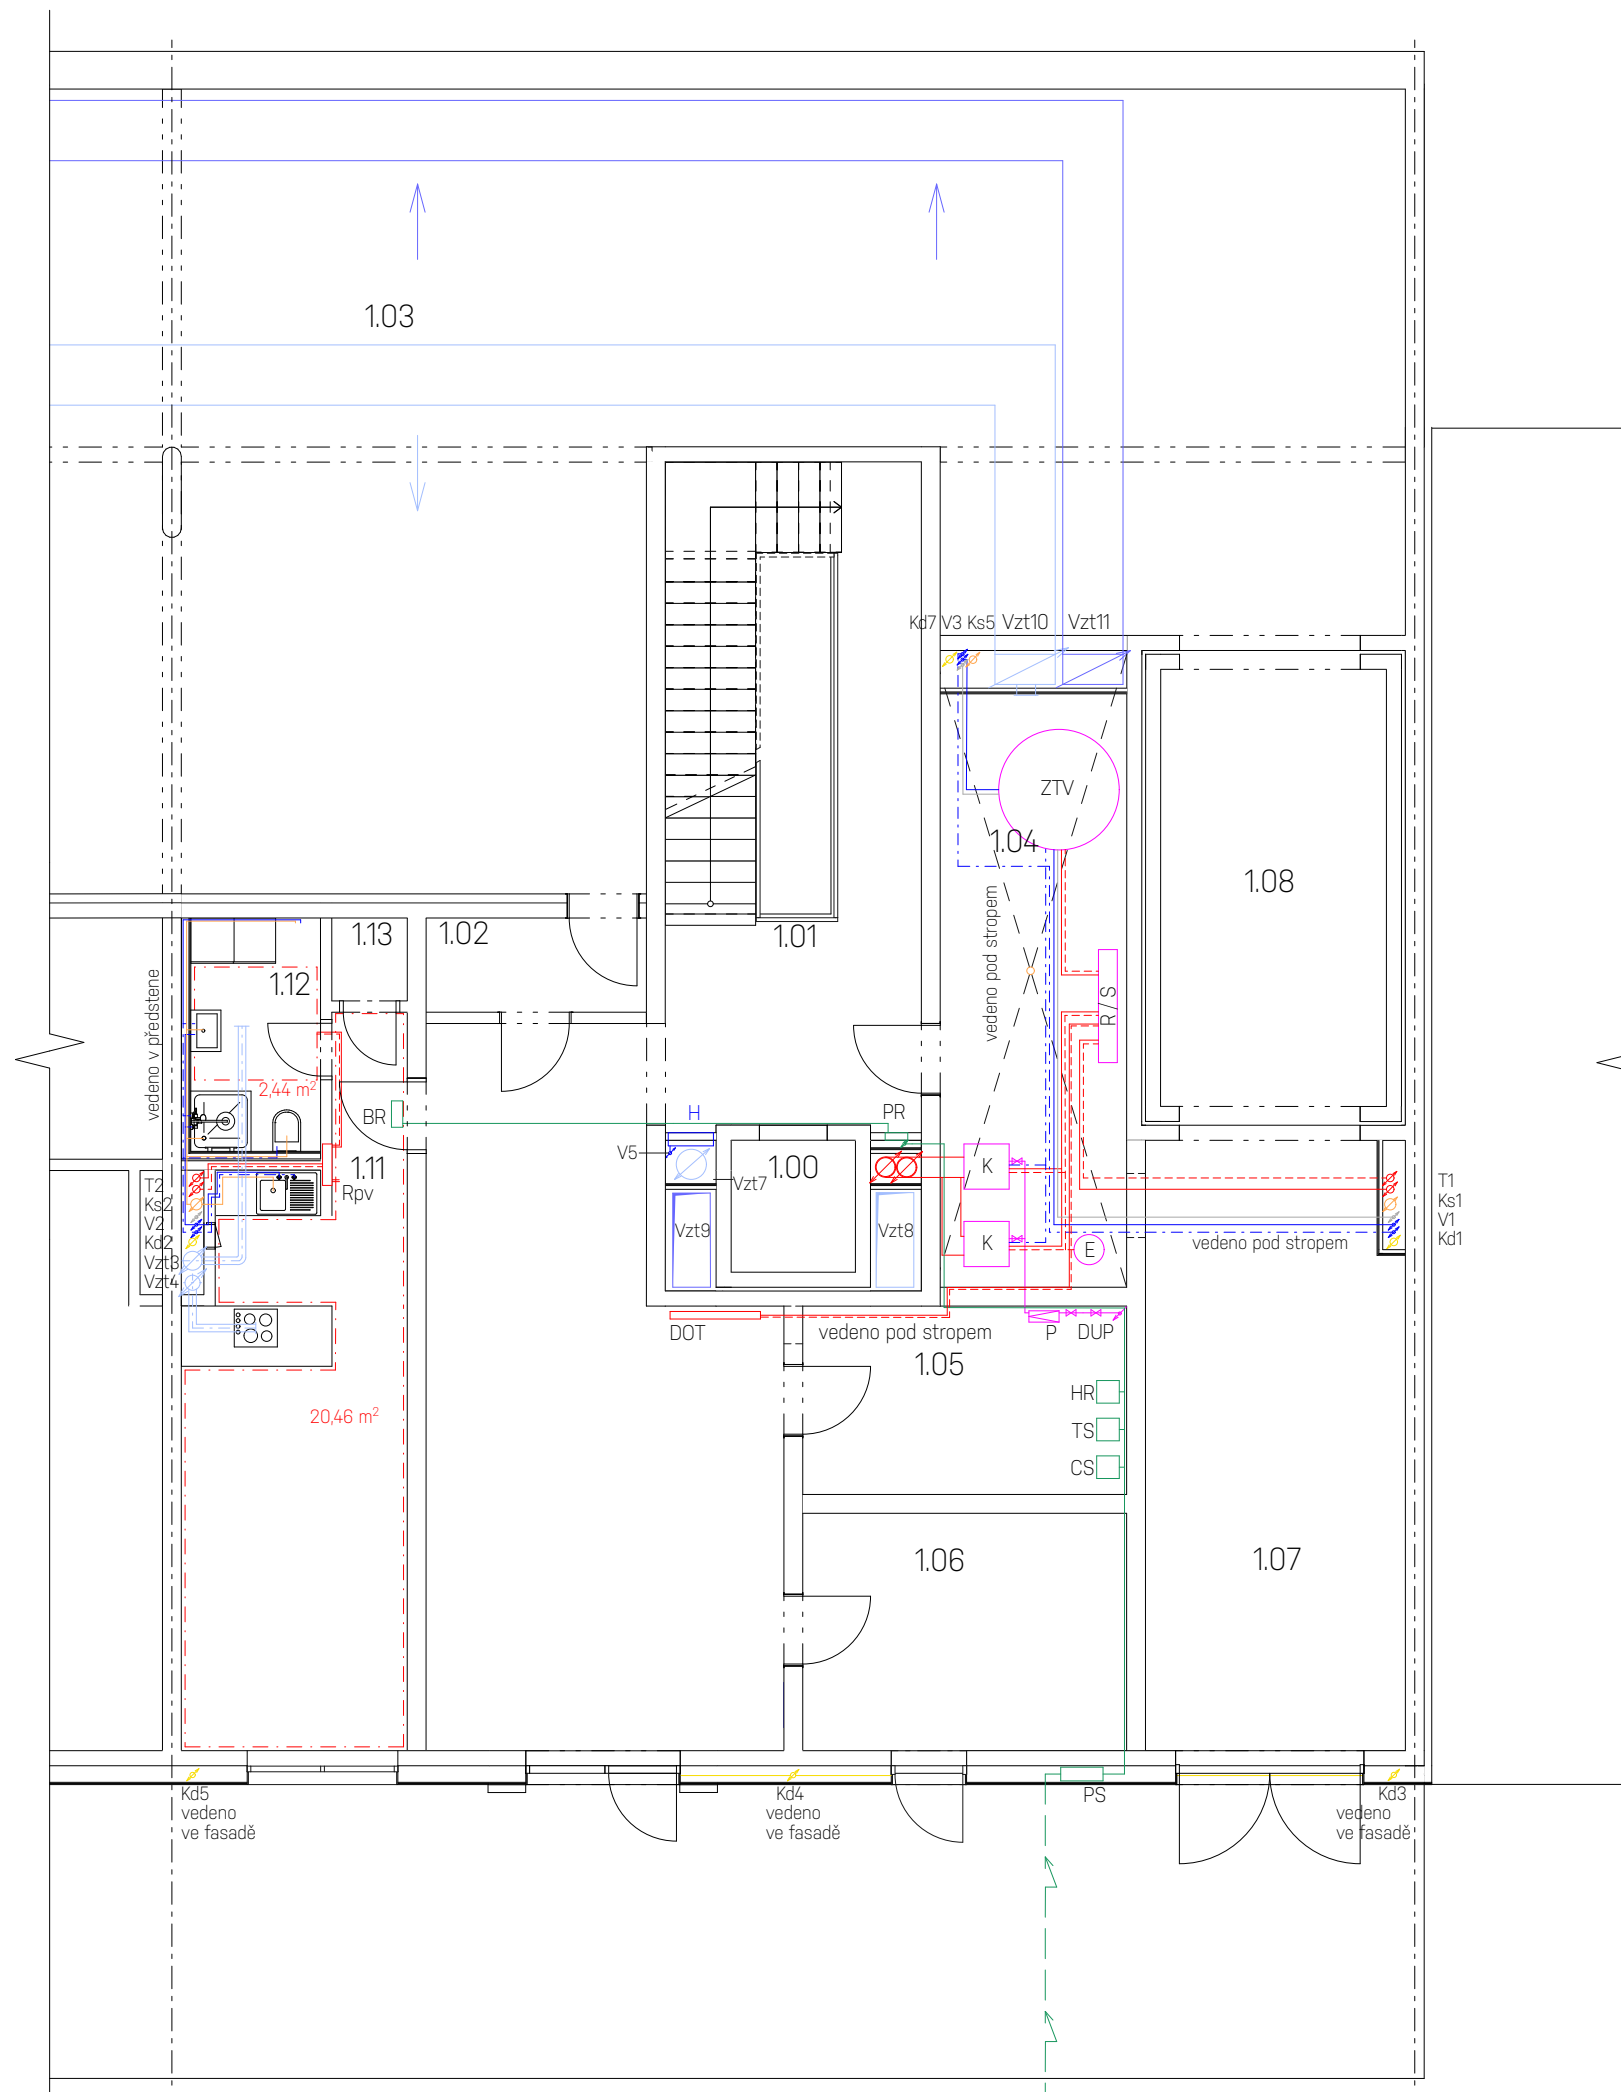 1.03
Kd7 V3 Ks5 Vzt10 Vzt11
ZTV
1.04
1.08
1.13
1.02
1.01
vedeno pod stropem
vedeno v předstene
1.12
R / S
2,44 m²
BR
H
PR
V5
1.00
K
1.11
Rpv
Vzt7
T2
Ks2
V2
Kd2
Vzt3
Vzt4
T1
Ks1
V1
Kd1
Vzt9
Vzt8
K
E
vedeno pod stropem
DOT
vedeno pod stropem
P
DUP
1.05
HR
TS
CS
20,46 m²
1.06
1.07
Kd5
vedeno
ve fasadě
Kd4
vedeno
ve fasadě
PS
Kd3
vedeno
ve fasadě